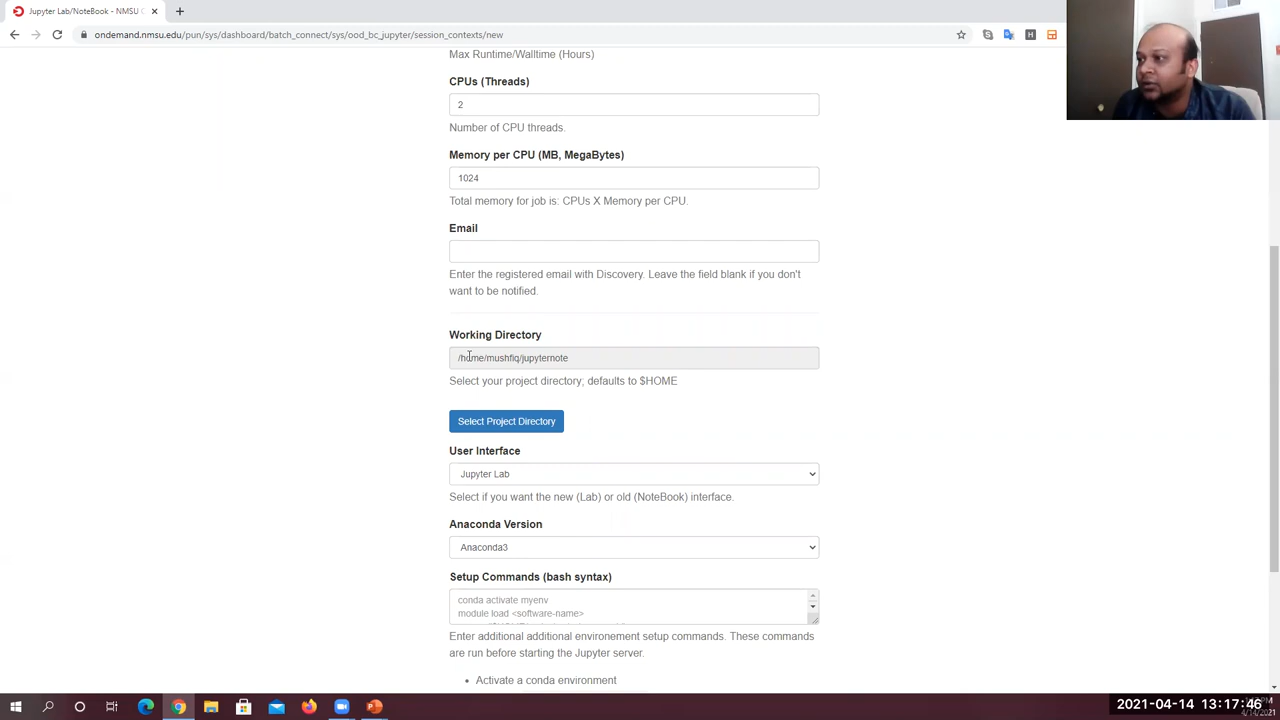 Jupyter Lab/NoteBook - NMSU
ondemand.nmsu.edu/pun/sys/dashboard/batch_connect/sys/ood_bc_jupyter/session_contexts/new
Max Runtime/Walltime (Hours)
CPUs (Threads)
2
Number of CPU threads.
Memory per CPU (MB, MegaBytes)
1024
Total memory for job is: CPUs X Memory per CPU.
Email
Enter the registered email with Discovery. Leave the field blank if you don't
want to be notified.
Working Directory
/home/mushfiq/jupyternote
Select your project directory; defaults to $HOME
Select Project Directory
User Interface
Jupyter Lab
Select if you want the new (Lab) or old (NoteBook) interface.
Anaconda Version
Anaconda3
Setup Commands (bash syntax)
conda activate myenv
module load <software-name>
Enter additional additional environement setup commands. These commands
are run before starting the Jupyter server.
• Activate a conda environment
2021-04-14 13:17:46
4/14/2021